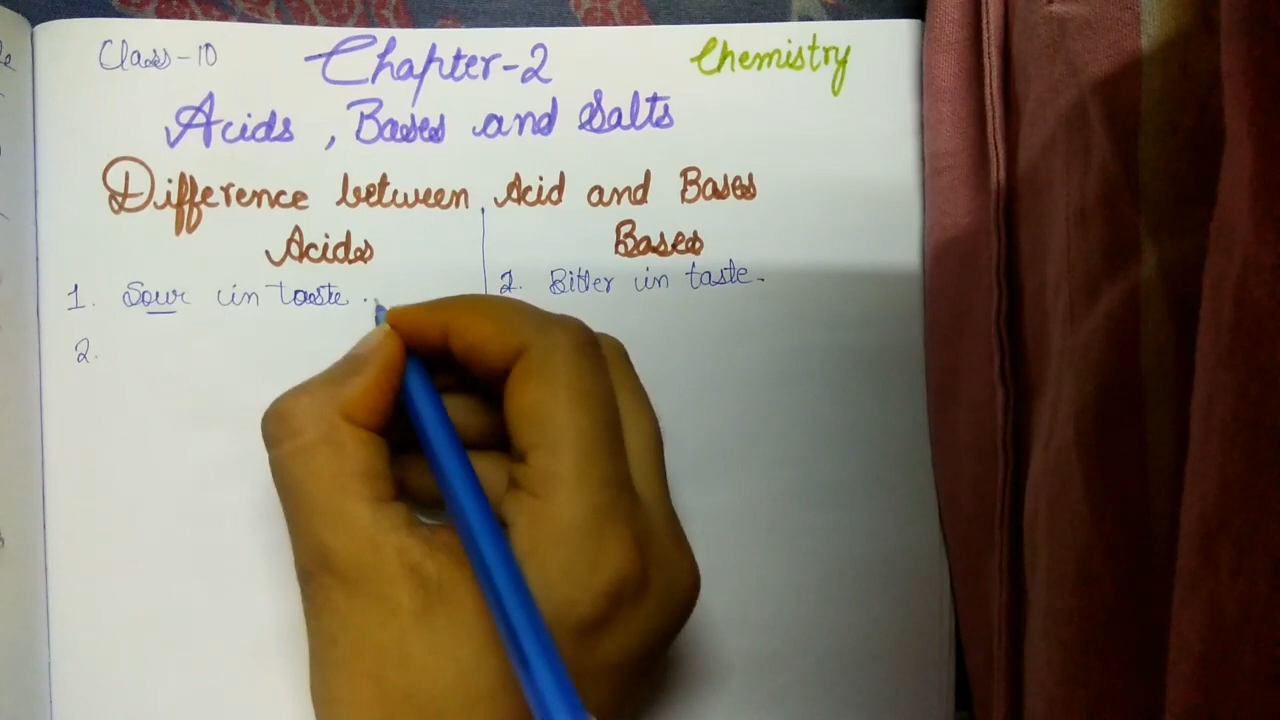 Class-10 Chapter-2 Chemistry
Acids, Bases and Salts
Difference between Acid and Bases
Acids Bases
1. Sour in taste. 2. Bitter in taste.
2.